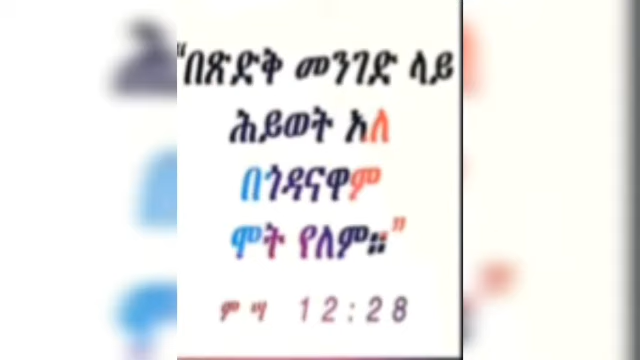 “በጽድቅ መንገድ ላይ
ሕይወት አለ
በጎዳናዋም
ሞት የለም።”
ምሣ 12:28